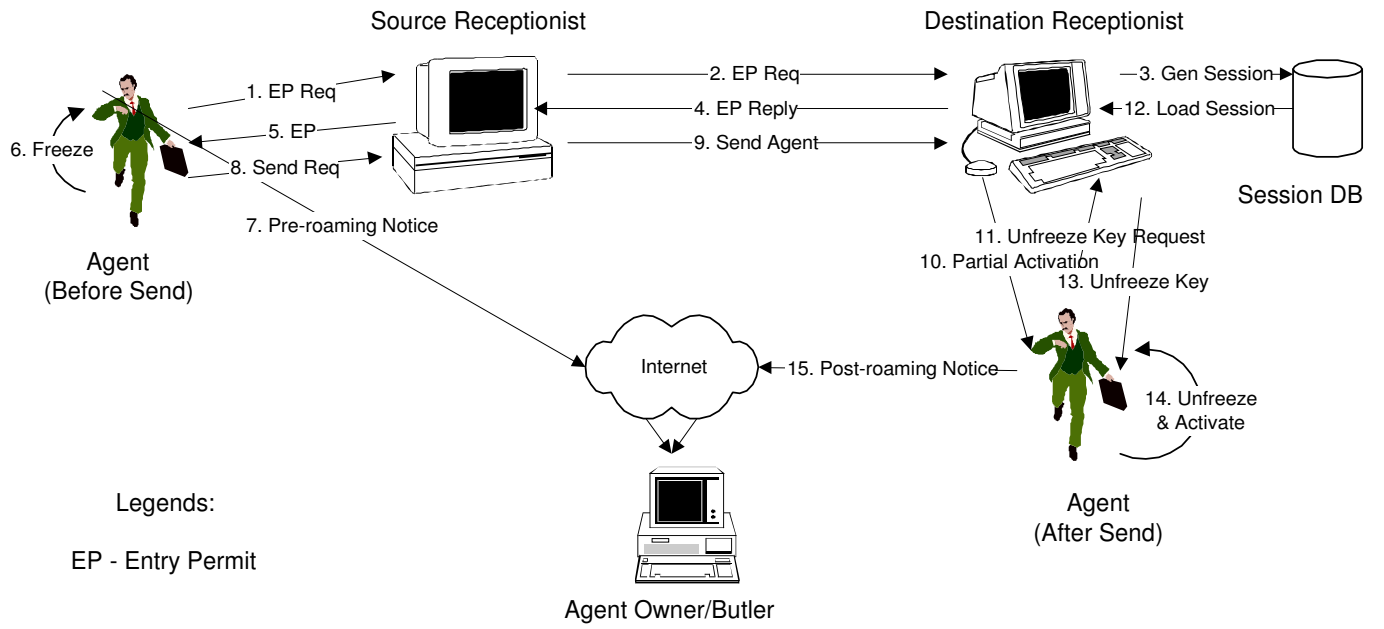 Source Receptionist
Destination Receptionist
1. EP Req
2. EP Req
3. Gen Session
4. EP Reply
12. Load Session
5. EP
6. Freeze
9. Send Agent
8. Send Req
Session DB
7. Pre-roaming Notice
11. Unfreeze Key Request
10. Partial Activation
13. Unfreeze Key
Agent
(Before Send)
Internet
15. Post-roaming Notice
14. Unfreeze
& Activate
Legends:
EP - Entry Permit
Agent
(After Send)
Agent Owner/Butler